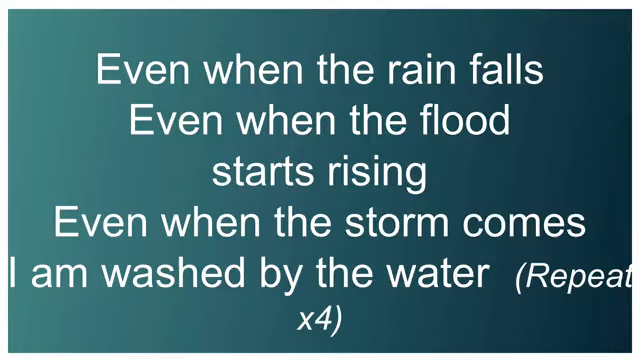 Even when the rain falls
Even when the flood
starts rising
Even when the storm comes
I am washed by the water (Repeat
x4)